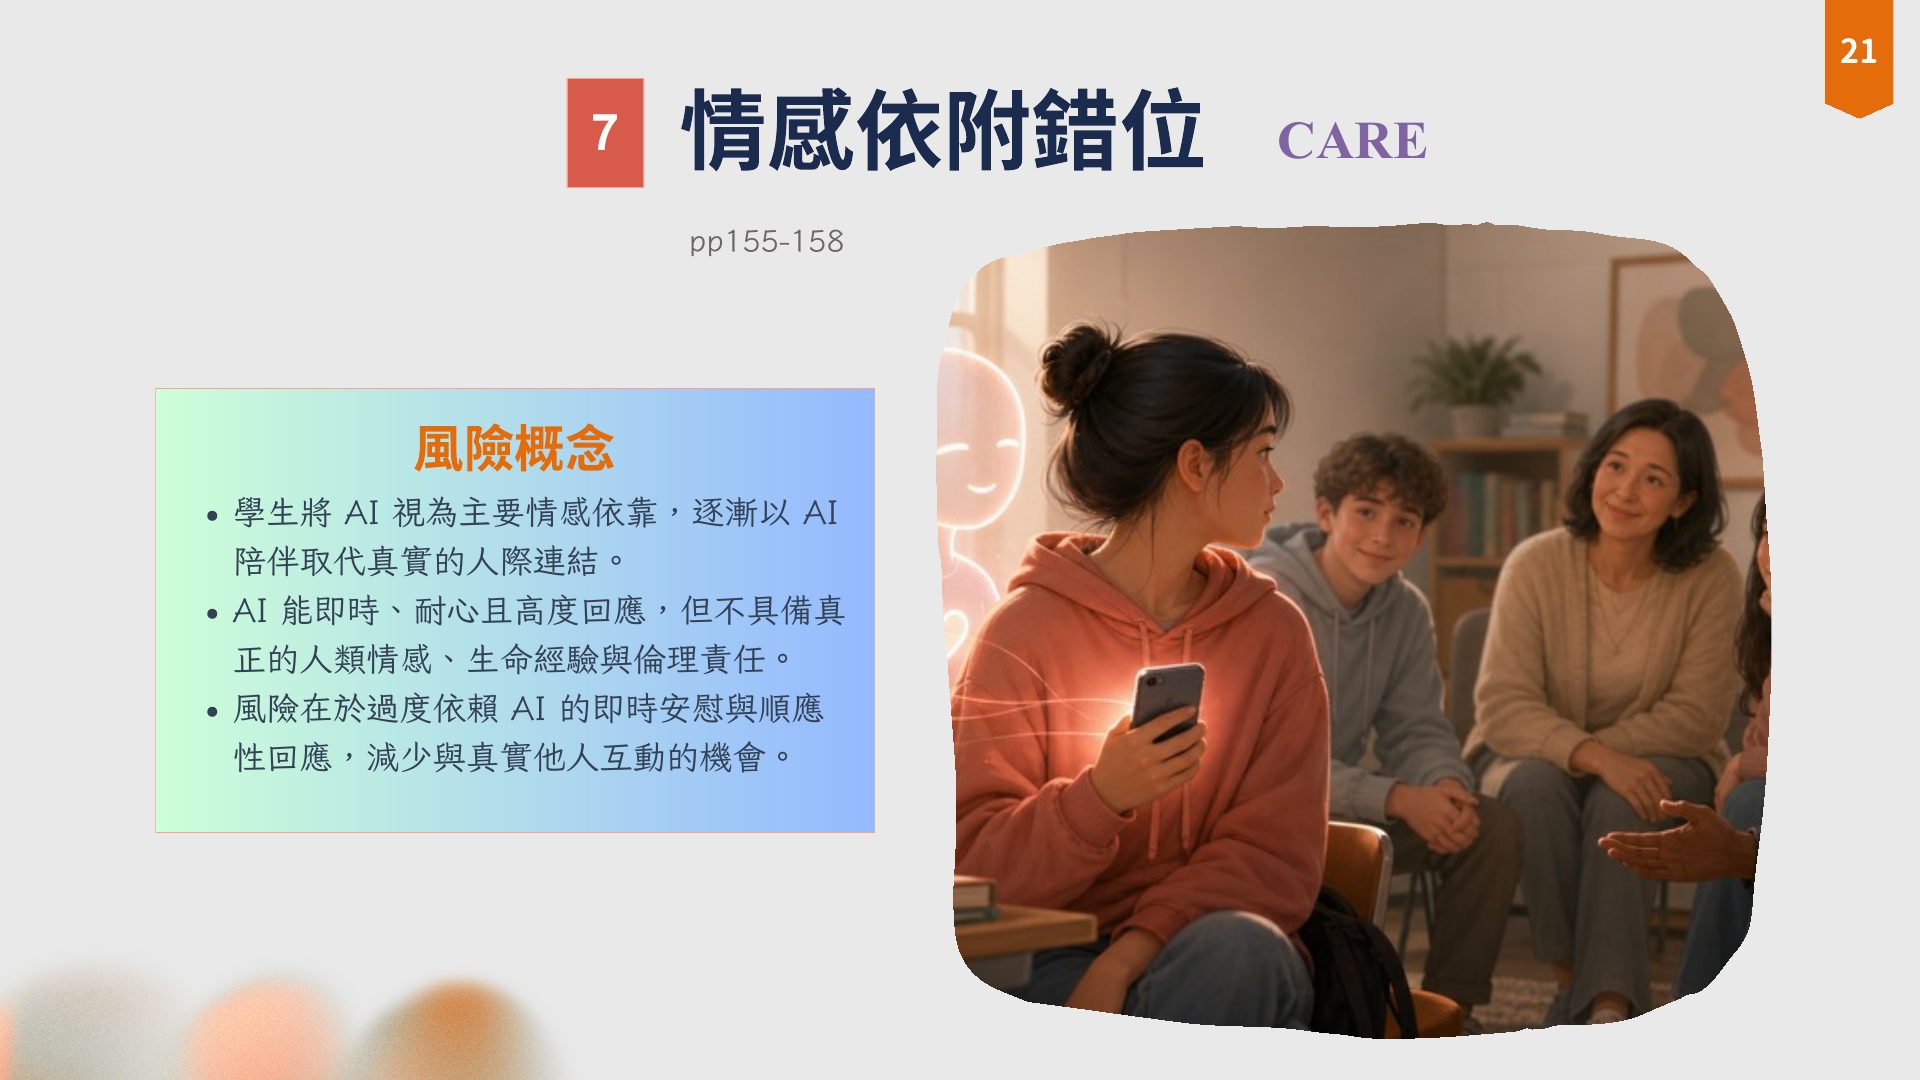 21
7 情感依附錯位 CARE
pp155-158
風險概念
• 學生將 AI 視為主要情感依靠，逐漸以 AI
陪伴取代真實的人際連結。
• AI 能即時、耐心且高度回應，但不具備真
正的人類情感、生命經驗與倫理責任。
• 風險在於過度依賴 AI 的即時安慰與順應
性回應，減少與真實他人互動的機會。